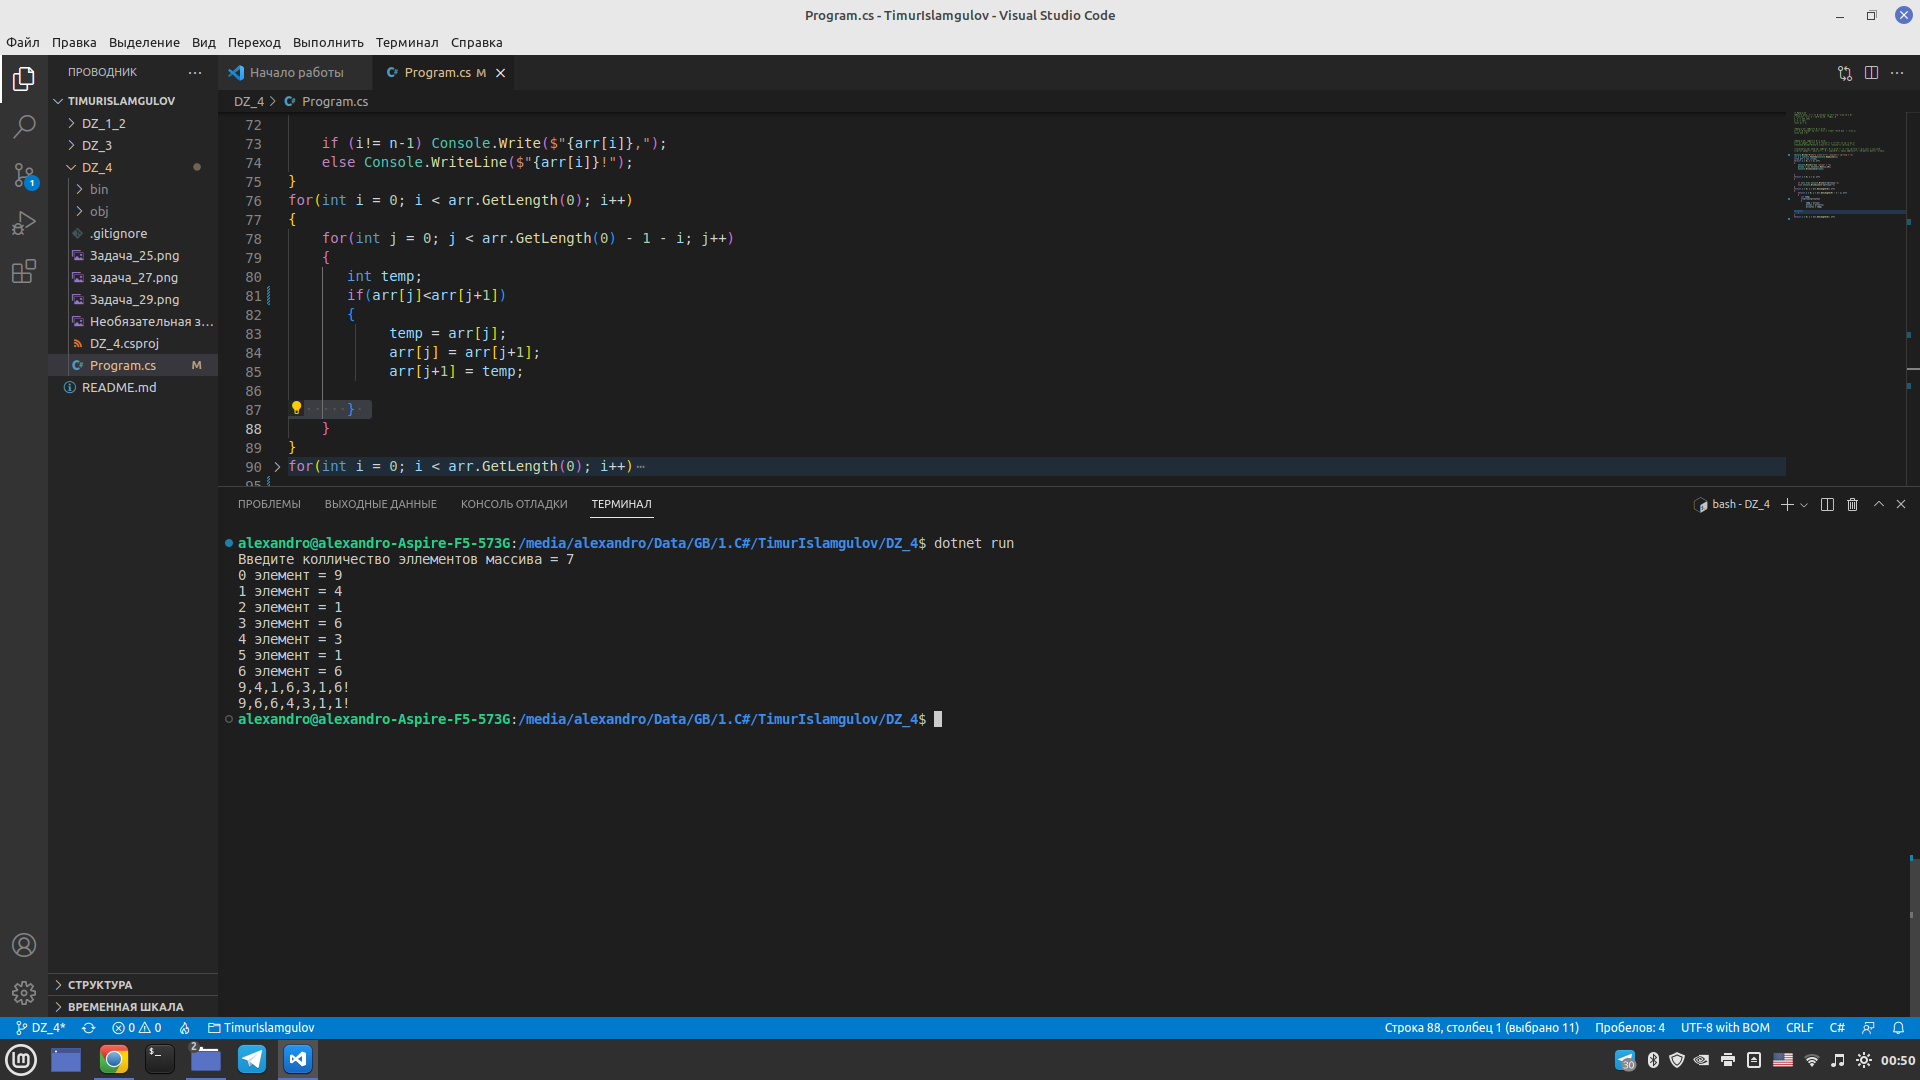 Program.cs - TimurIslamgulov - Visual Studio Code
Файл Правка Выделение Вид Переход Выполнить Терминал Справка
ПРОВОДНИК
TIMURISLAMGULOV
DZ_1_2
DZ_3
DZ_4
bin
obj
.gitignore
Задача_25.png
задача_27.png
Задача_29.png
Необязательная з...
DZ_4.csproj
Program.cs M
README.md
СТРУКТУРА
ВРЕМЕННАЯ ШКАЛА
Начало работы
Program.cs M
DZ_4 > Program.cs
72
73 if (i!= n-1) Console.Write($"{arr[i]},");
74 else Console.WriteLine($"{arr[i]}!");
75 }
76 for(int i = 0; i < arr.GetLength(0); i++)
77 {
78 for(int j = 0; j < arr.GetLength(0) - 1 - i; j++)
79 {
80 int temp;
81 if(arr[j]<arr[j+1])
82 {
83 temp = arr[j];
84 arr[j] = arr[j+1];
85 arr[j+1] = temp;
86
87 }
88 }
89 }
90 for(int i = 0; i < arr.GetLength(0); i++)⋯
95
ПРОБЛЕМЫ ВЫХОДНЫЕ ДАННЫЕ КОНСОЛЬ ОТЛАДКИ ТЕРМИНАЛ
bash - DZ_4
alexandro@alexandro-Aspire-F5-573G:/media/alexandro/Data/GB/1.C#/TimurIslamgulov/DZ_4$ dotnet run
Введите колличество эллементов массива = 7
0 элемент = 9
1 элемент = 4
2 элемент = 1
3 элемент = 6
4 элемент = 3
5 элемент = 1
6 элемент = 6
9,4,1,6,3,1,6!
9,6,6,4,3,1,1!
alexandro@alexandro-Aspire-F5-573G:/media/alexandro/Data/GB/1.C#/TimurIslamgulov/DZ_4$
DZ_4* 0 0 TimurIslamgulov
Строка 88, столбец 1 (выбрано 11) Пробелов: 4 UTF-8 with BOM CRLF C#
1
2
30
00:50